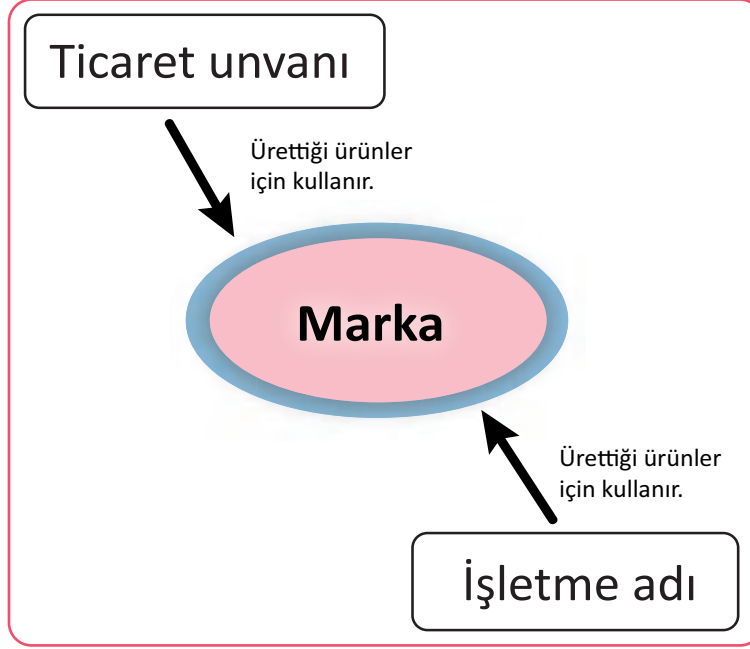 Ticaret unvanı
Ürettiği ürünler
için kullanır.
Marka
Ürettiği ürünler
için kullanır.
İşletme adı